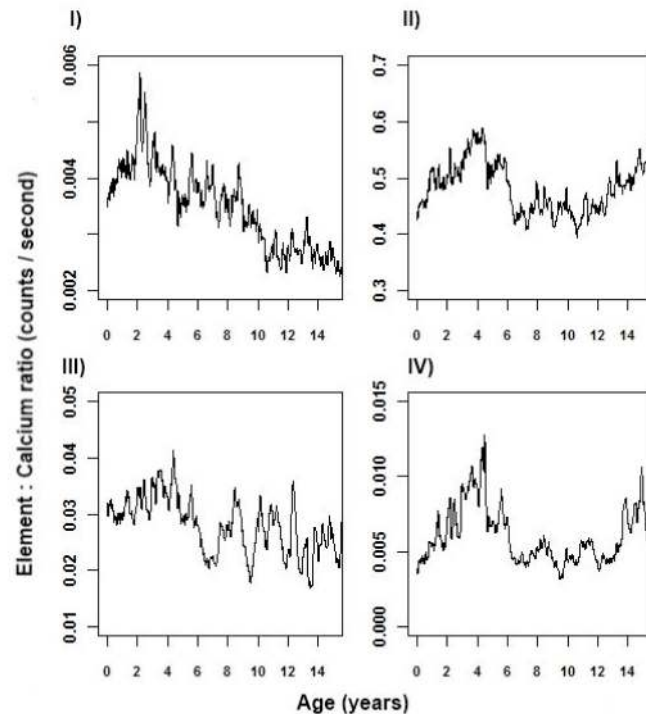 I)
II)
0.006
0.004
0.002
0.7
0.6
0.5
0.4
0.3
0 2 4 6 8 10 12 14
0 2 4 6 8 10 12 14
III)
IV)
0.05
0.04
0.03
0.02
0.01
0.015
0.010
0.005
0.000
0 2 4 6 8 10 12 14
0 2 4 6 8 10 12 14
Element : Calcium ratio (counts / second)
Age (years)